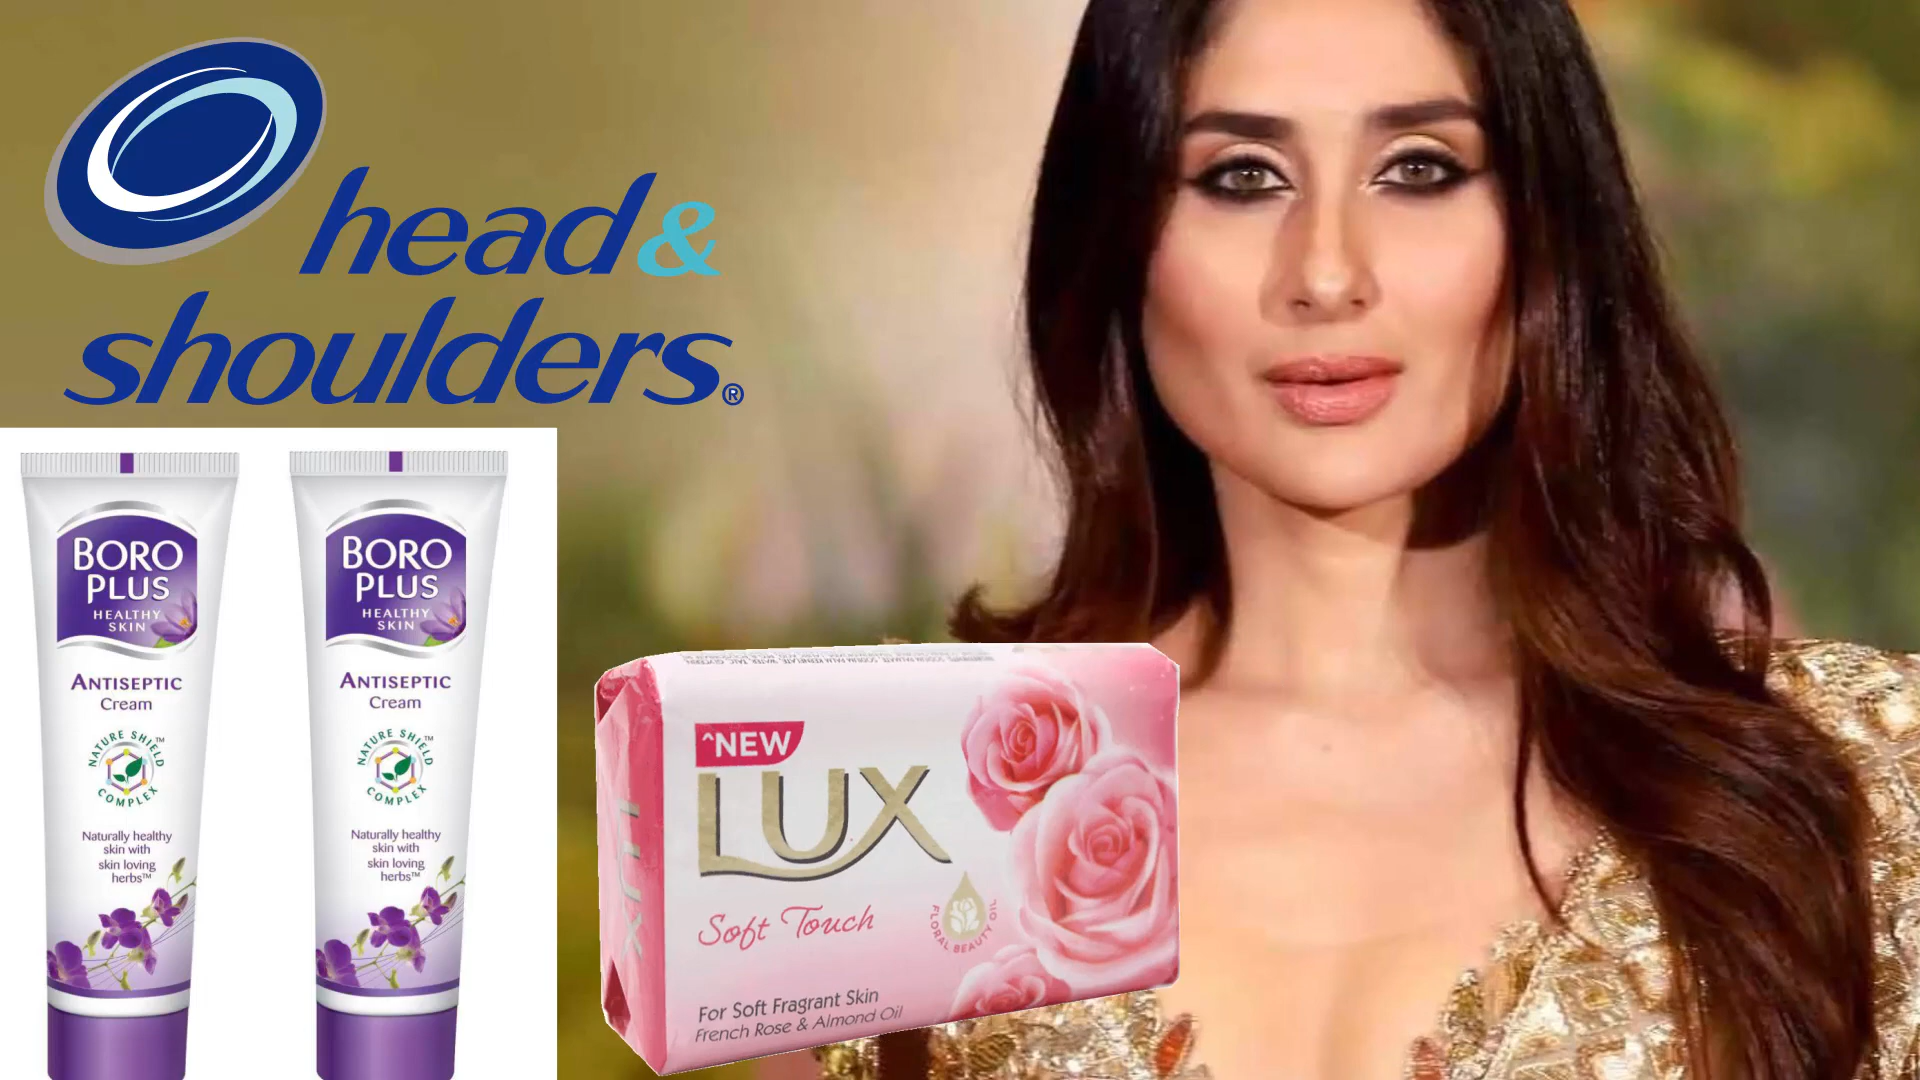 head&
shoulders®
BORO
PLUS
HEALTHY
SKIN
ANTISEPTIC
Cream
NATURE SHIELD™
COMPLEX
Naturally healthy
skin with
skin loving
herbs™
BORO
PLUS
HEALTHY
SKIN
ANTISEPTIC
Cream
NATURE SHIELD™
COMPLEX
Naturally healthy
skin with
skin loving
herbs™
^NEW
LUX
LUX
Soft Touch
FLORAL BEAUTY OIL
For Soft Fragrant Skin
French Rose & Almond Oil